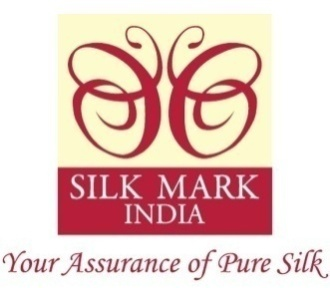 SILK MARK
INDIA
Your Assurance of Pure Silk